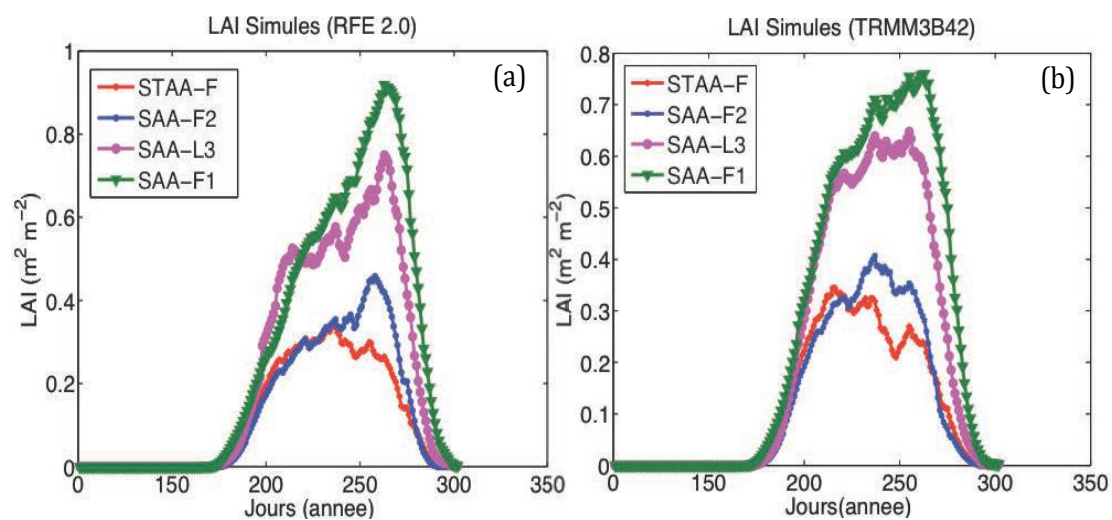 LAI Simules (RFE 2.0)
(a)
STAA-F
SAA-F2
SAA-L3
SAA-F1
LAI (m² m⁻²)
1
0.8
0.6
0.4
0.2
0
0 150 200 250 300 350
Jours (annee)
LAI Simules (TRMM3B42)
(b)
STAA-F
SAA-F2
SAA-L3
SAA-F1
LAI (m² m⁻²)
0.8
0.7
0.6
0.5
0.4
0.3
0.2
0.1
0
0 150 200 250 300 350
Jours(annee)